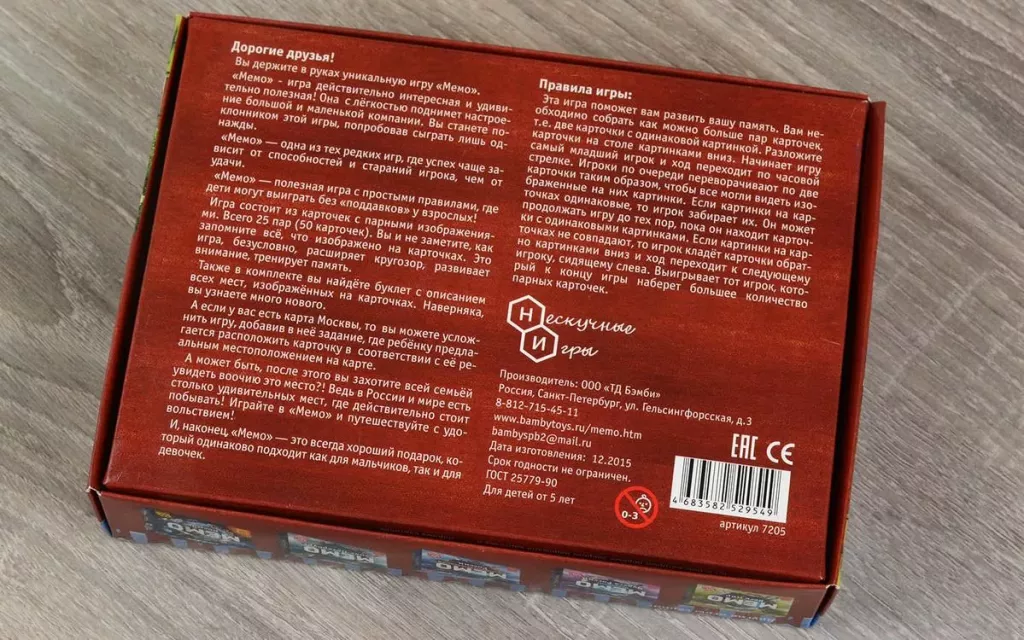 Дорогие друзья!
Вы держите в руках уникальную игру «Мемо».
«Мемо» - игра действительно интересная и удиви-
тельно полезная! Она с лёгкостью поднимет настрое-
ние большой и маленькой компании. Вы станете по-
клонником этой игры, попробовав сыграть лишь од-
нажды.
«Мемо» — одна из тех редких игр, где успех чаще за-
висит от способностей и стараний игрока, чем от
удачи.
«Мемо» — полезная игра с простыми правилами, где
дети могут выиграть без «поддавков» у взрослых!
Игра состоит из карточек с парными изображения-
ми. Всего 25 пар (50 карточек). Вы и не заметите, как
запомните всё, что изображено на карточках. Это
игра, безусловно, расширяет кругозор, развивает
внимание, тренирует память.
Также в комплекте вы найдёте буклет с описанием
всех мест, изображённых на карточках. Наверняка,
вы узнаете много нового.
А если у вас есть карта Москвы, то вы можете услож-
нить игру, добавив в неё задание, где ребёнку предла-
гается расположить карточку в соответствии с её ре-
альным местоположением на карте.
А может быть, после этого вы захотите всей семьёй
увидеть воочию это место?! Ведь в России и мире есть
столько удивительных мест, где действительно стоит
побывать! Играйте в «Мемо» и путешествуйте с удо-
вольствием!
И, наконец, «Мемо» — это всегда хороший подарок, ко-
торый одинаково подходит как для мальчиков, так и для
девочек.
Правила игры:
Эта игра поможет вам развить вашу память. Вам не-
обходимо собрать как можно больше пар карточек,
т.е. две карточки с одинаковой картинкой. Разложите
карточки на столе картинками вниз. Начинает игру
самый младший игрок и ход переходит по часовой
стрелке. Игроки по очереди переворачивают по две
карточки таким образом, чтобы все могли видеть изо-
браженные на них картинки. Если картинки на кар-
точках одинаковые, то игрок забирает их. Он может
продолжать игру до тех пор, пока он находит карточ-
ки с одинаковыми картинками. Если картинки на кар-
точках не совпадают, то игрок кладёт карточки обрат-
но картинками вниз и ход переходит к следующему
игроку, сидящему слева. Выигрывает тот игрок, кото-
рый к концу игры наберет большее количество
парных карточек.
Нескучные
Игры
Производитель: ООО «ТД Бэмби»
Россия, Санкт-Петербург, ул. Гельсингфорсская, д.3
8-812-715-45-11
www.bambytoys.ru/memo.htm
bambyspb2@mail.ru
Дата изготовления: 12.2015
Срок годности не ограничен.
ГОСТ 25779-90
Для детей от 5 лет
0-3
EAC CE
4 683582 529549
артикул 7205
МЕМО
МЕМО
МЕМО
МЕМО
МЕМО